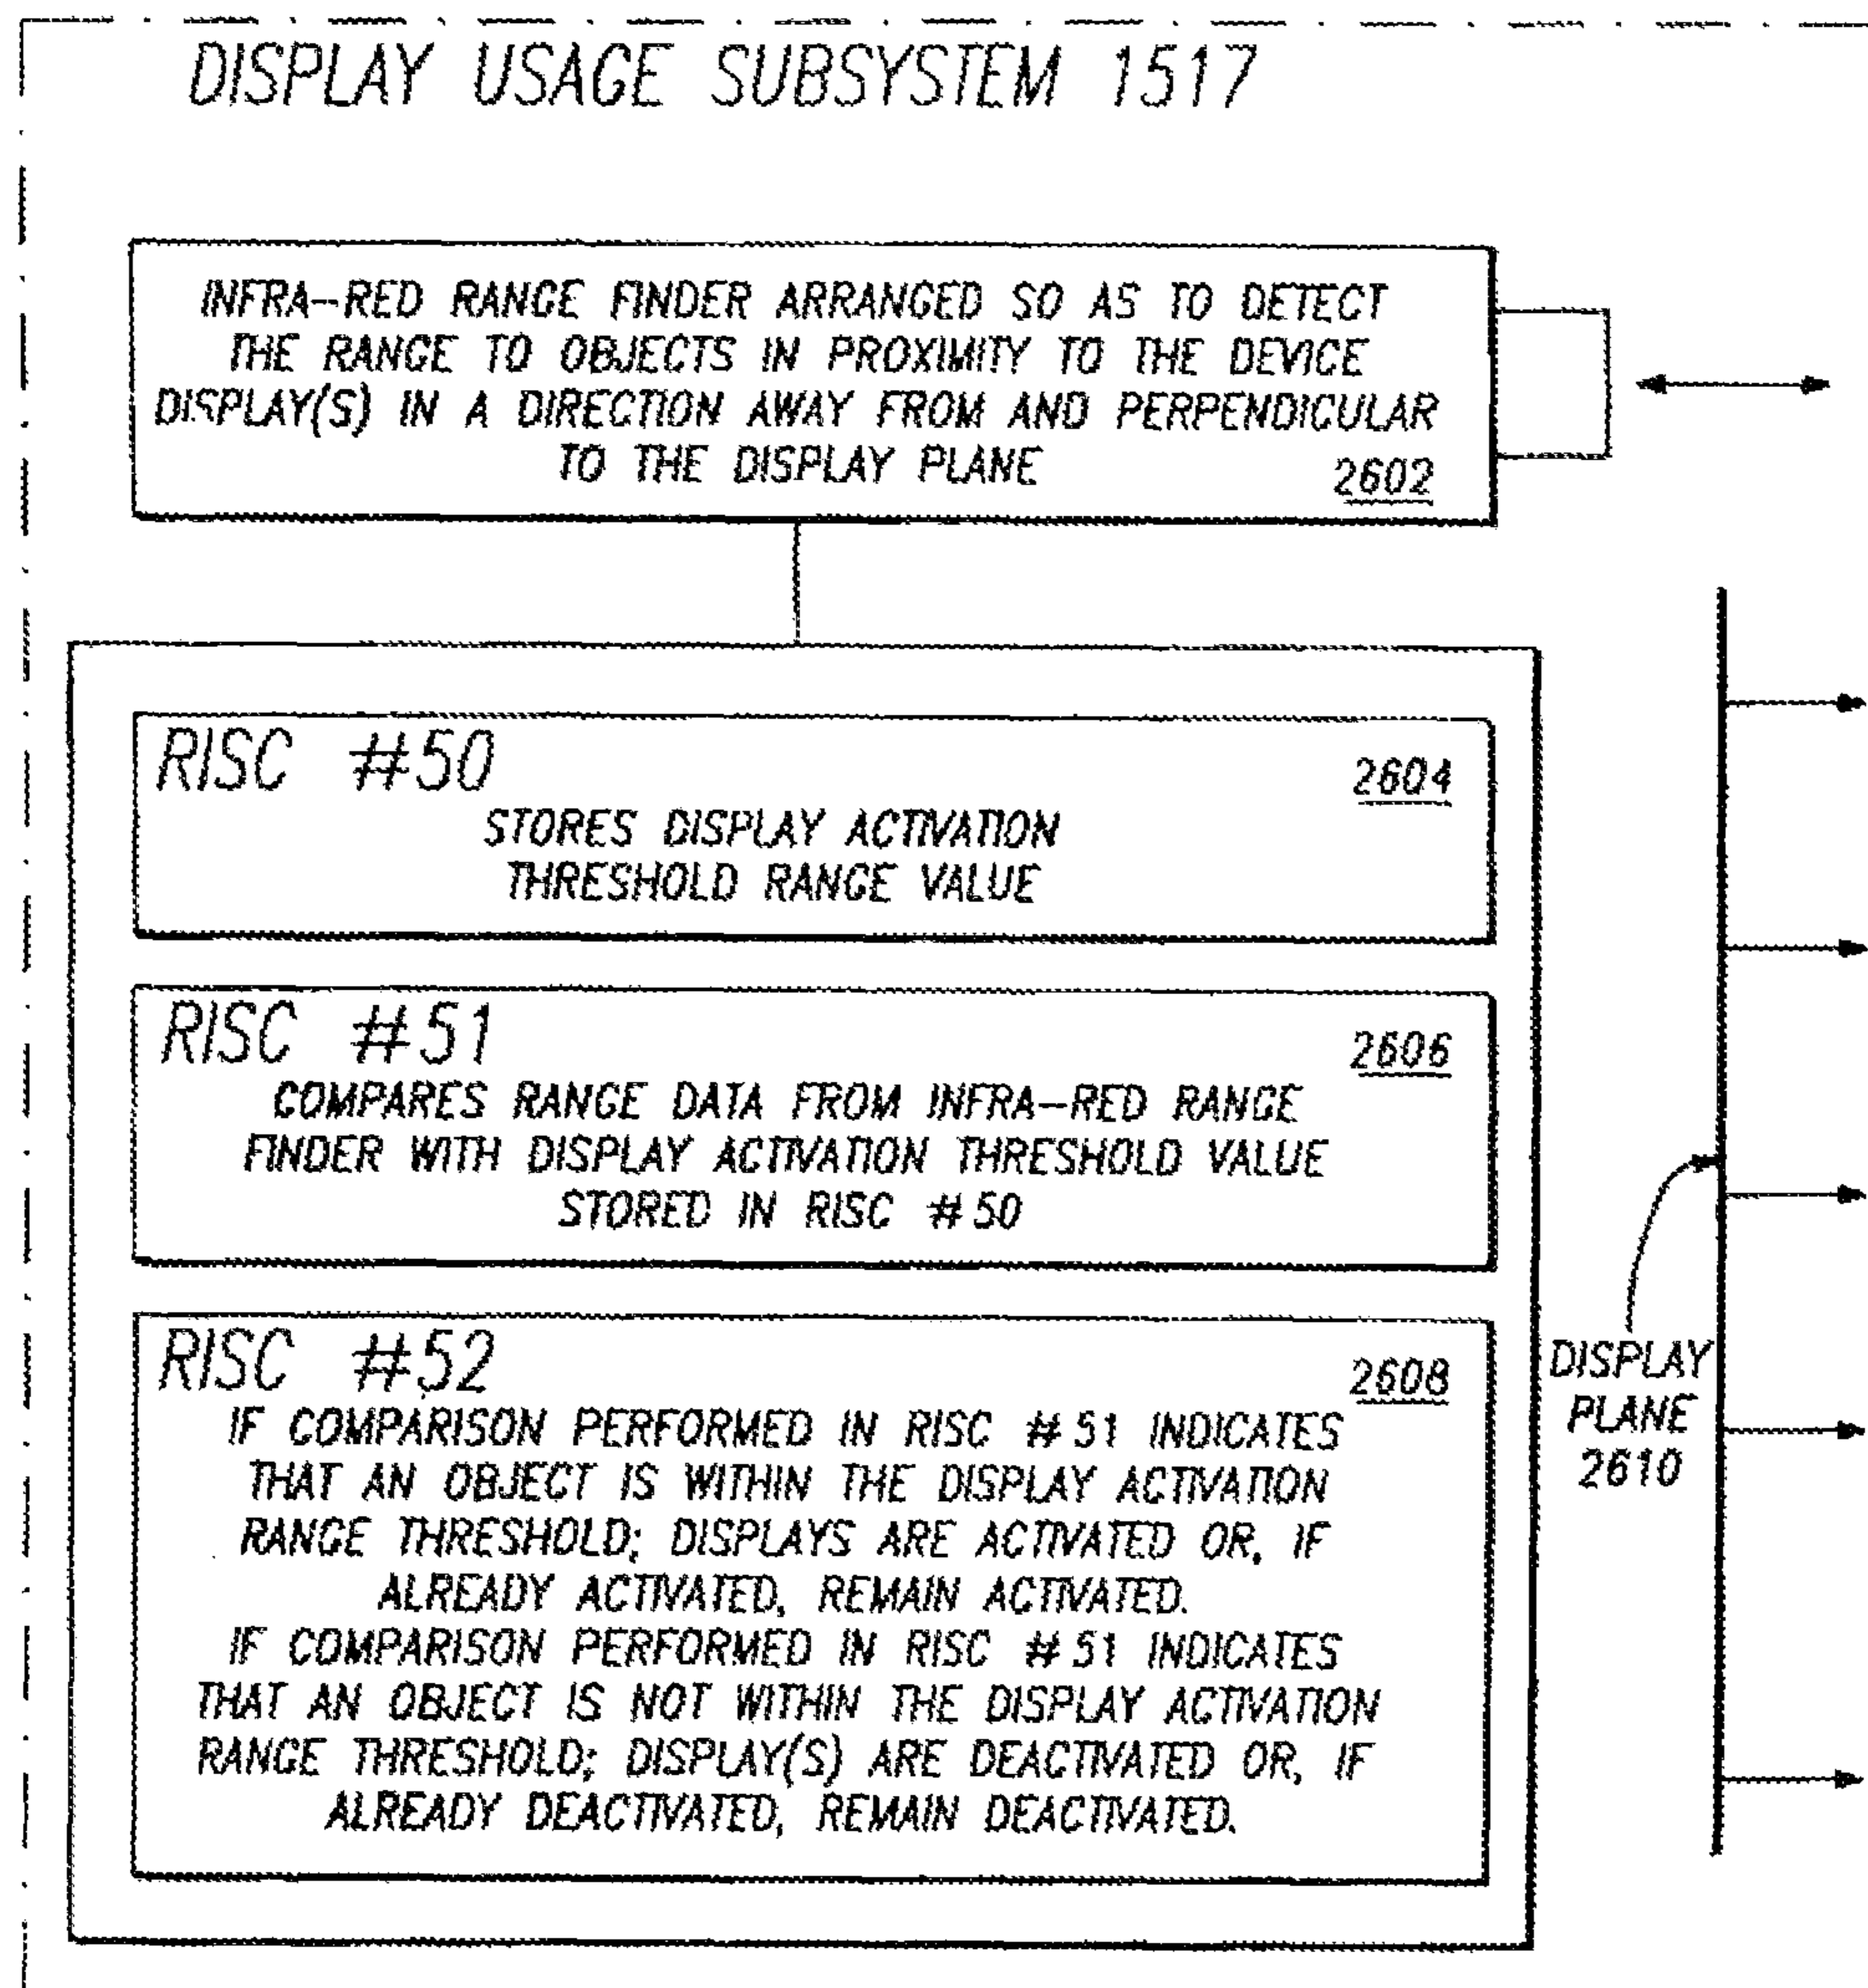 DISPLAY USAGE SUBSYSTEM 1517
INFRA-RED RANGE FINDER ARRANGED SO AS TO DETECT
THE RANGE TO OBJECTS IN PROXIMITY TO THE DEVICE
DISPLAY(S) IN A DIRECTION AWAY FROM AND PERPENDICULAR
TO THE DISPLAY PLANE 2602
RISC #50 2604
STORES DISPLAY ACTIVATION
THRESHOLD RANGE VALUE
RISC #51 2606
COMPARES RANGE DATA FROM INFRA-RED RANGE
FINDER WITH DISPLAY ACTIVATION THRESHOLD VALUE
STORED IN RISC #50
RISC #52 2608
IF COMPARISON PERFORMED IN RISC #51 INDICATES
THAT AN OBJECT IS WITHIN THE DISPLAY ACTIVATION
RANGE THRESHOLD; DISPLAYS ARE ACTIVATED OR, IF
ALREADY ACTIVATED, REMAIN ACTIVATED.
IF COMPARISON PERFORMED IN RISC #51 INDICATES
THAT AN OBJECT IS NOT WITHIN THE DISPLAY ACTIVATION
RANGE THRESHOLD; DISPLAY(S) ARE DEACTIVATED OR, IF
ALREADY DEACTIVATED, REMAIN DEACTIVATED.
DISPLAY
PLANE
2610